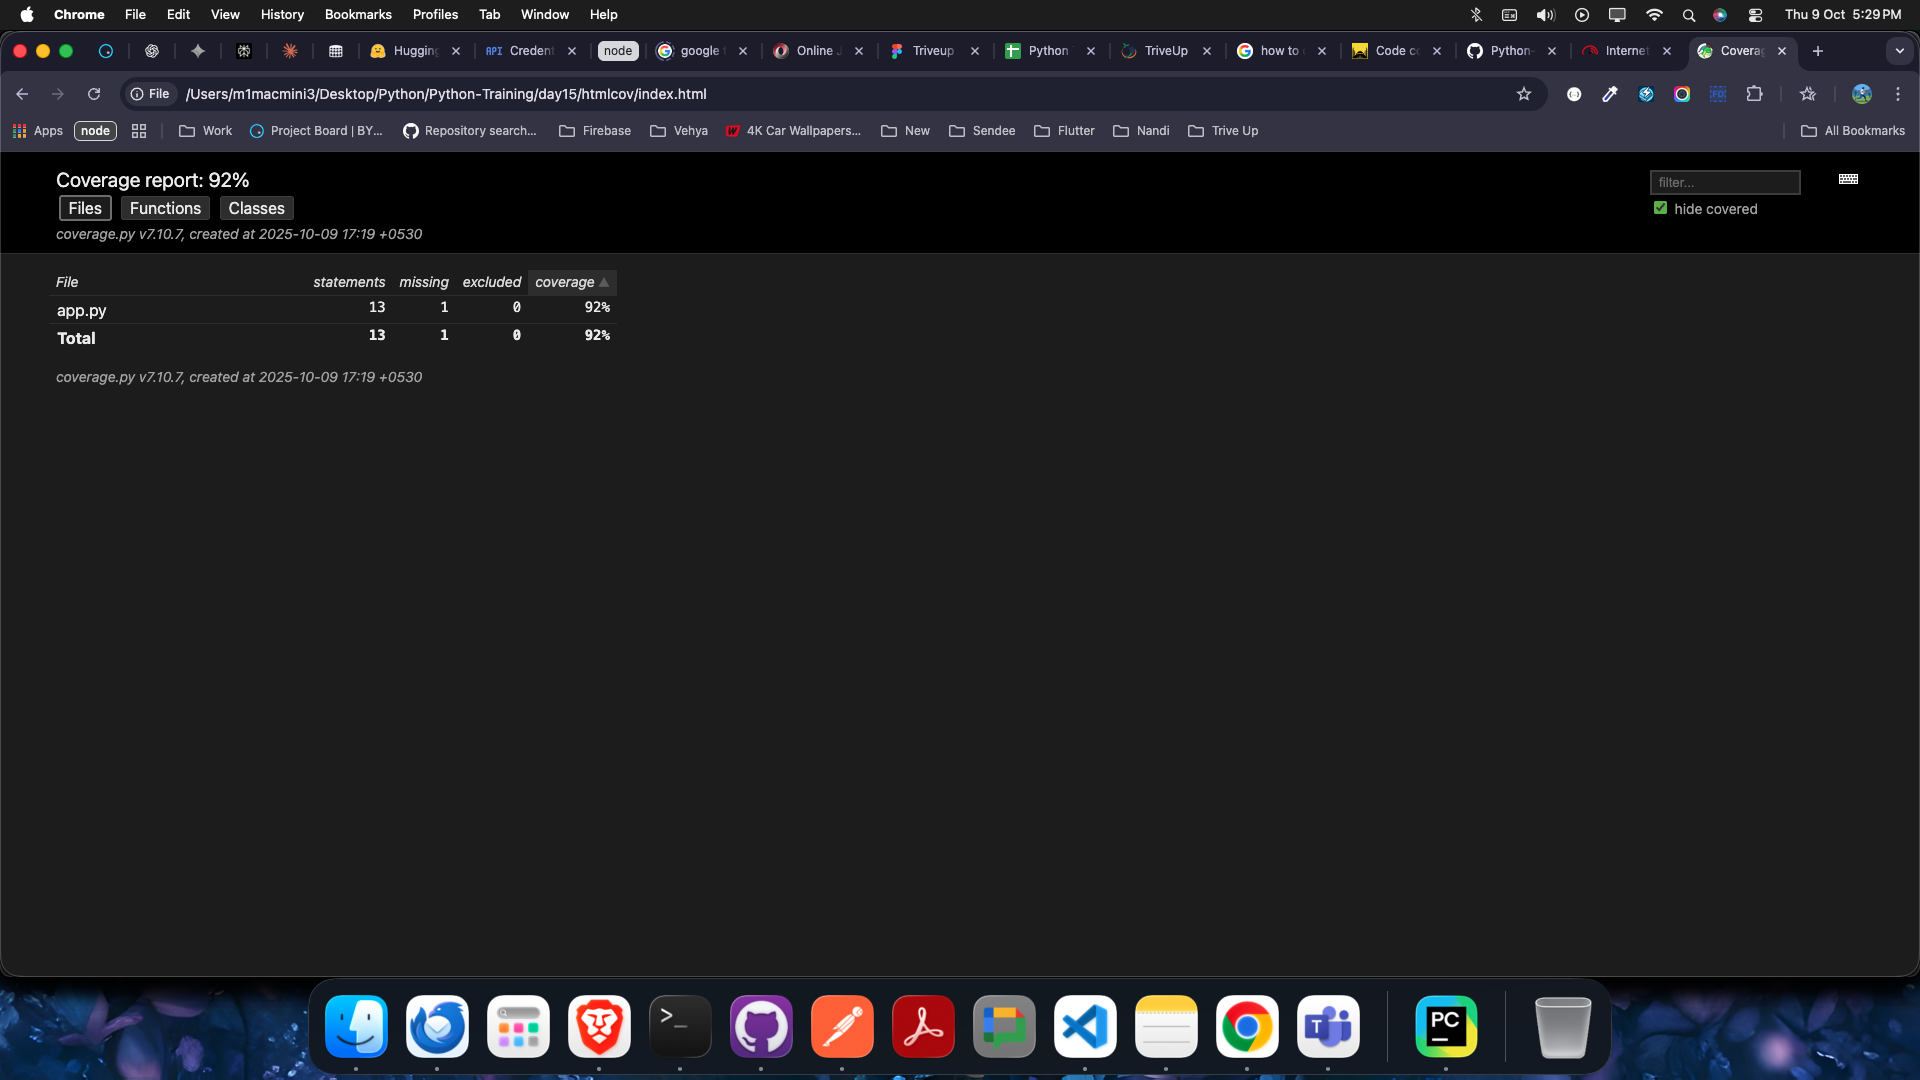 Chrome File Edit View History Bookmarks Profiles Tab Window Help Thu 9 Oct 5:29 PM
Hugging API Creden node google Online J Triveup Python TriveUp how to Code co Python- Internet Coverag
File /Users/m1macmini3/Desktop/Python/Python-Training/day15/htmlcov/index.html
Apps node Work Project Board | BY... Repository search... Firebase Vehya 4K Car Wallpapers... New Sendee Flutter Nandi Trive Up All Bookmarks
Coverage report: 92% filter...
Files Functions Classes hide covered
coverage.py v7.10.7, created at 2025-10-09 17:19 +0530
File statements missing excluded coverage
app.py 13 1 0 92%
Total 13 1 0 92%
coverage.py v7.10.7, created at 2025-10-09 17:19 +0530
PC